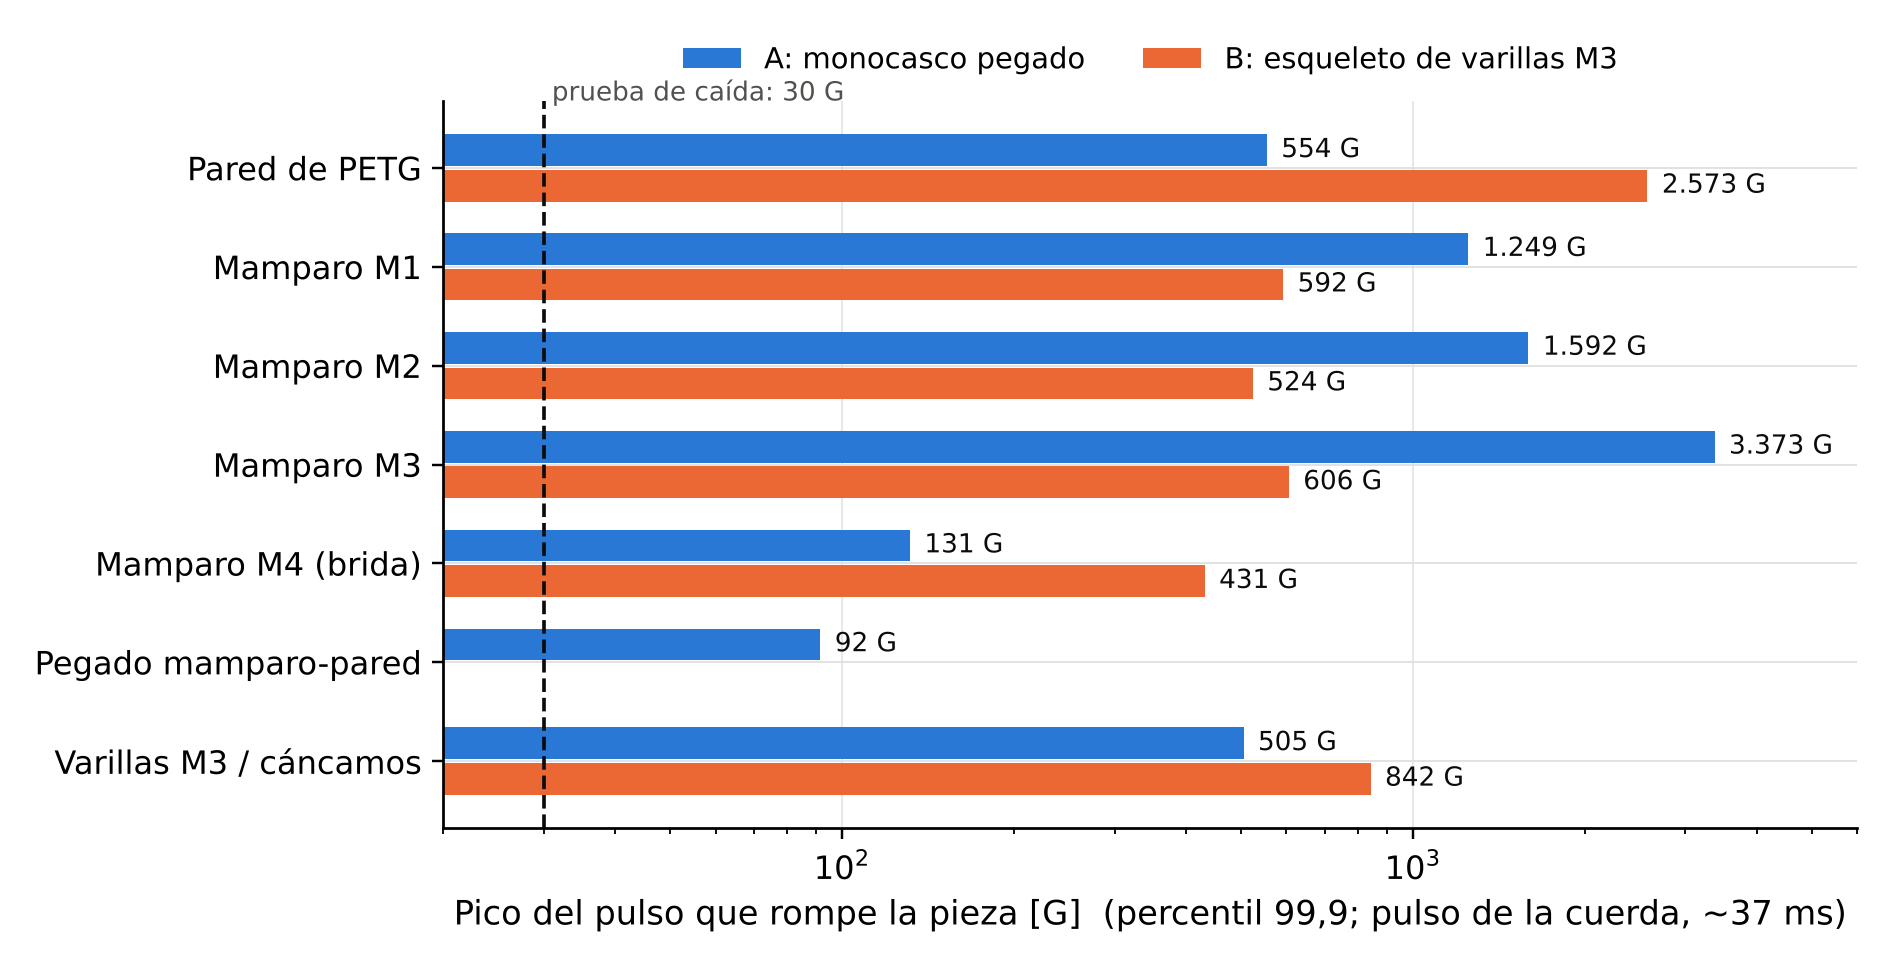 A: monocasco pegado
B: esqueleto de varillas M3
prueba de caída: 30 G
Pared de PETG
554 G
2.573 G
Mamparo M1
1.249 G
592 G
Mamparo M2
1.592 G
524 G
Mamparo M3
3.373 G
606 G
Mamparo M4 (brida)
131 G
431 G
Pegado mamparo-pared
92 G
Varillas M3 / cáncamos
505 G
842 G
10²
10³
Pico del pulso que rompe la pieza [G]  (percentil 99,9; pulso de la cuerda, ~37 ms)